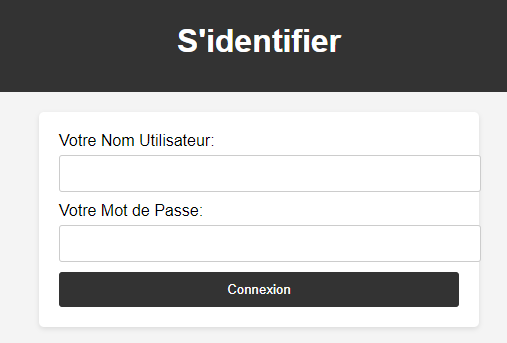 S'identifier
Votre Nom Utilisateur:
Votre Mot de Passe:
Connexion